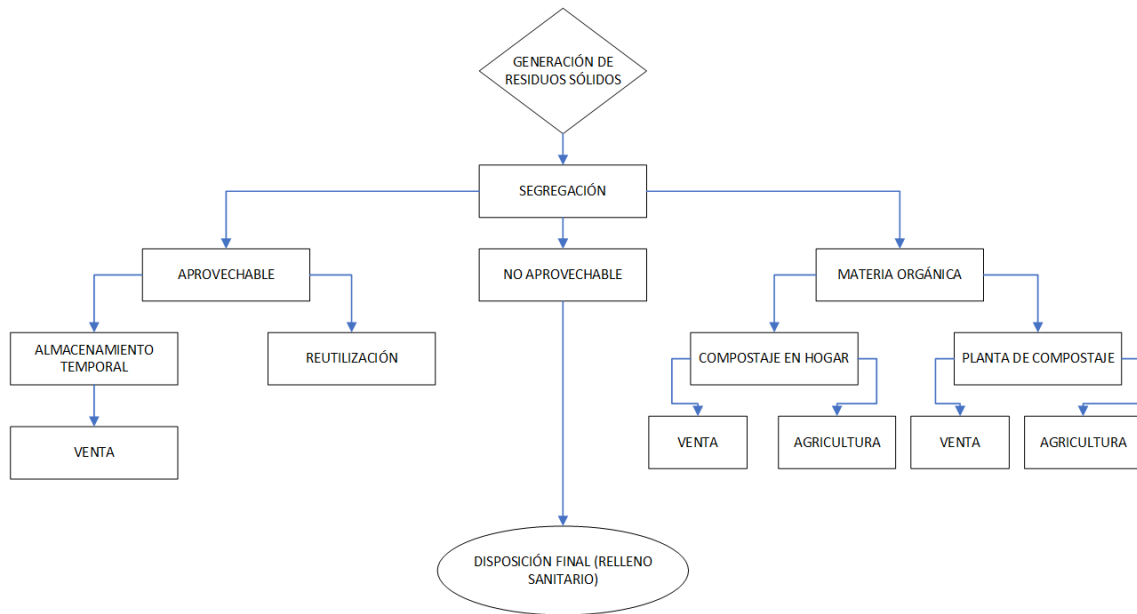 GENERACIÓN DE
RESIDUOS SÓLIDOS
SEGREGACIÓN
APROVECHABLE
NO APROVECHABLE
MATERIA ORGÁNICA
ALMACENAMIENTO
TEMPORAL
REUTILIZACIÓN
COMPOSTAJE EN HOGAR
PLANTA DE COMPOSTAJE
VENTA
VENTA
AGRICULTURA
VENTA
AGRICULTURA
DISPOSICIÓN FINAL (RELLENO
SANITARIO)